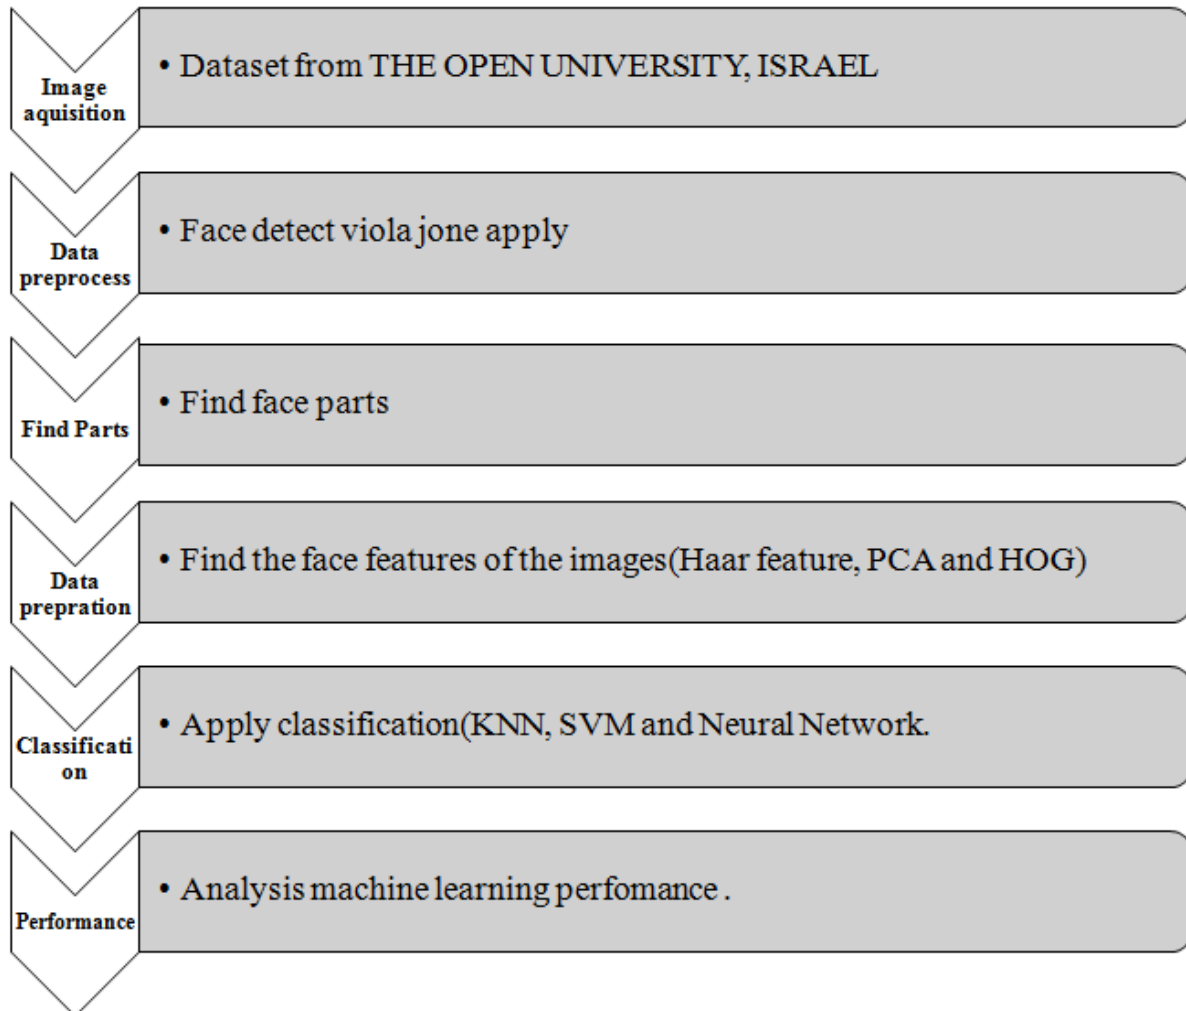 Image
aquisition
• Dataset from THE OPEN UNIVERSITY, ISRAEL
Data
preprocess
• Face detect viola jone apply
Find Parts
• Find face parts
Data
prepration
• Find the face features of the images(Haar feature, PCA and HOG)
Classificati
on
• Apply classification(KNN, SVM and Neural Network.
Performance
• Analysis machine learning perfomance .